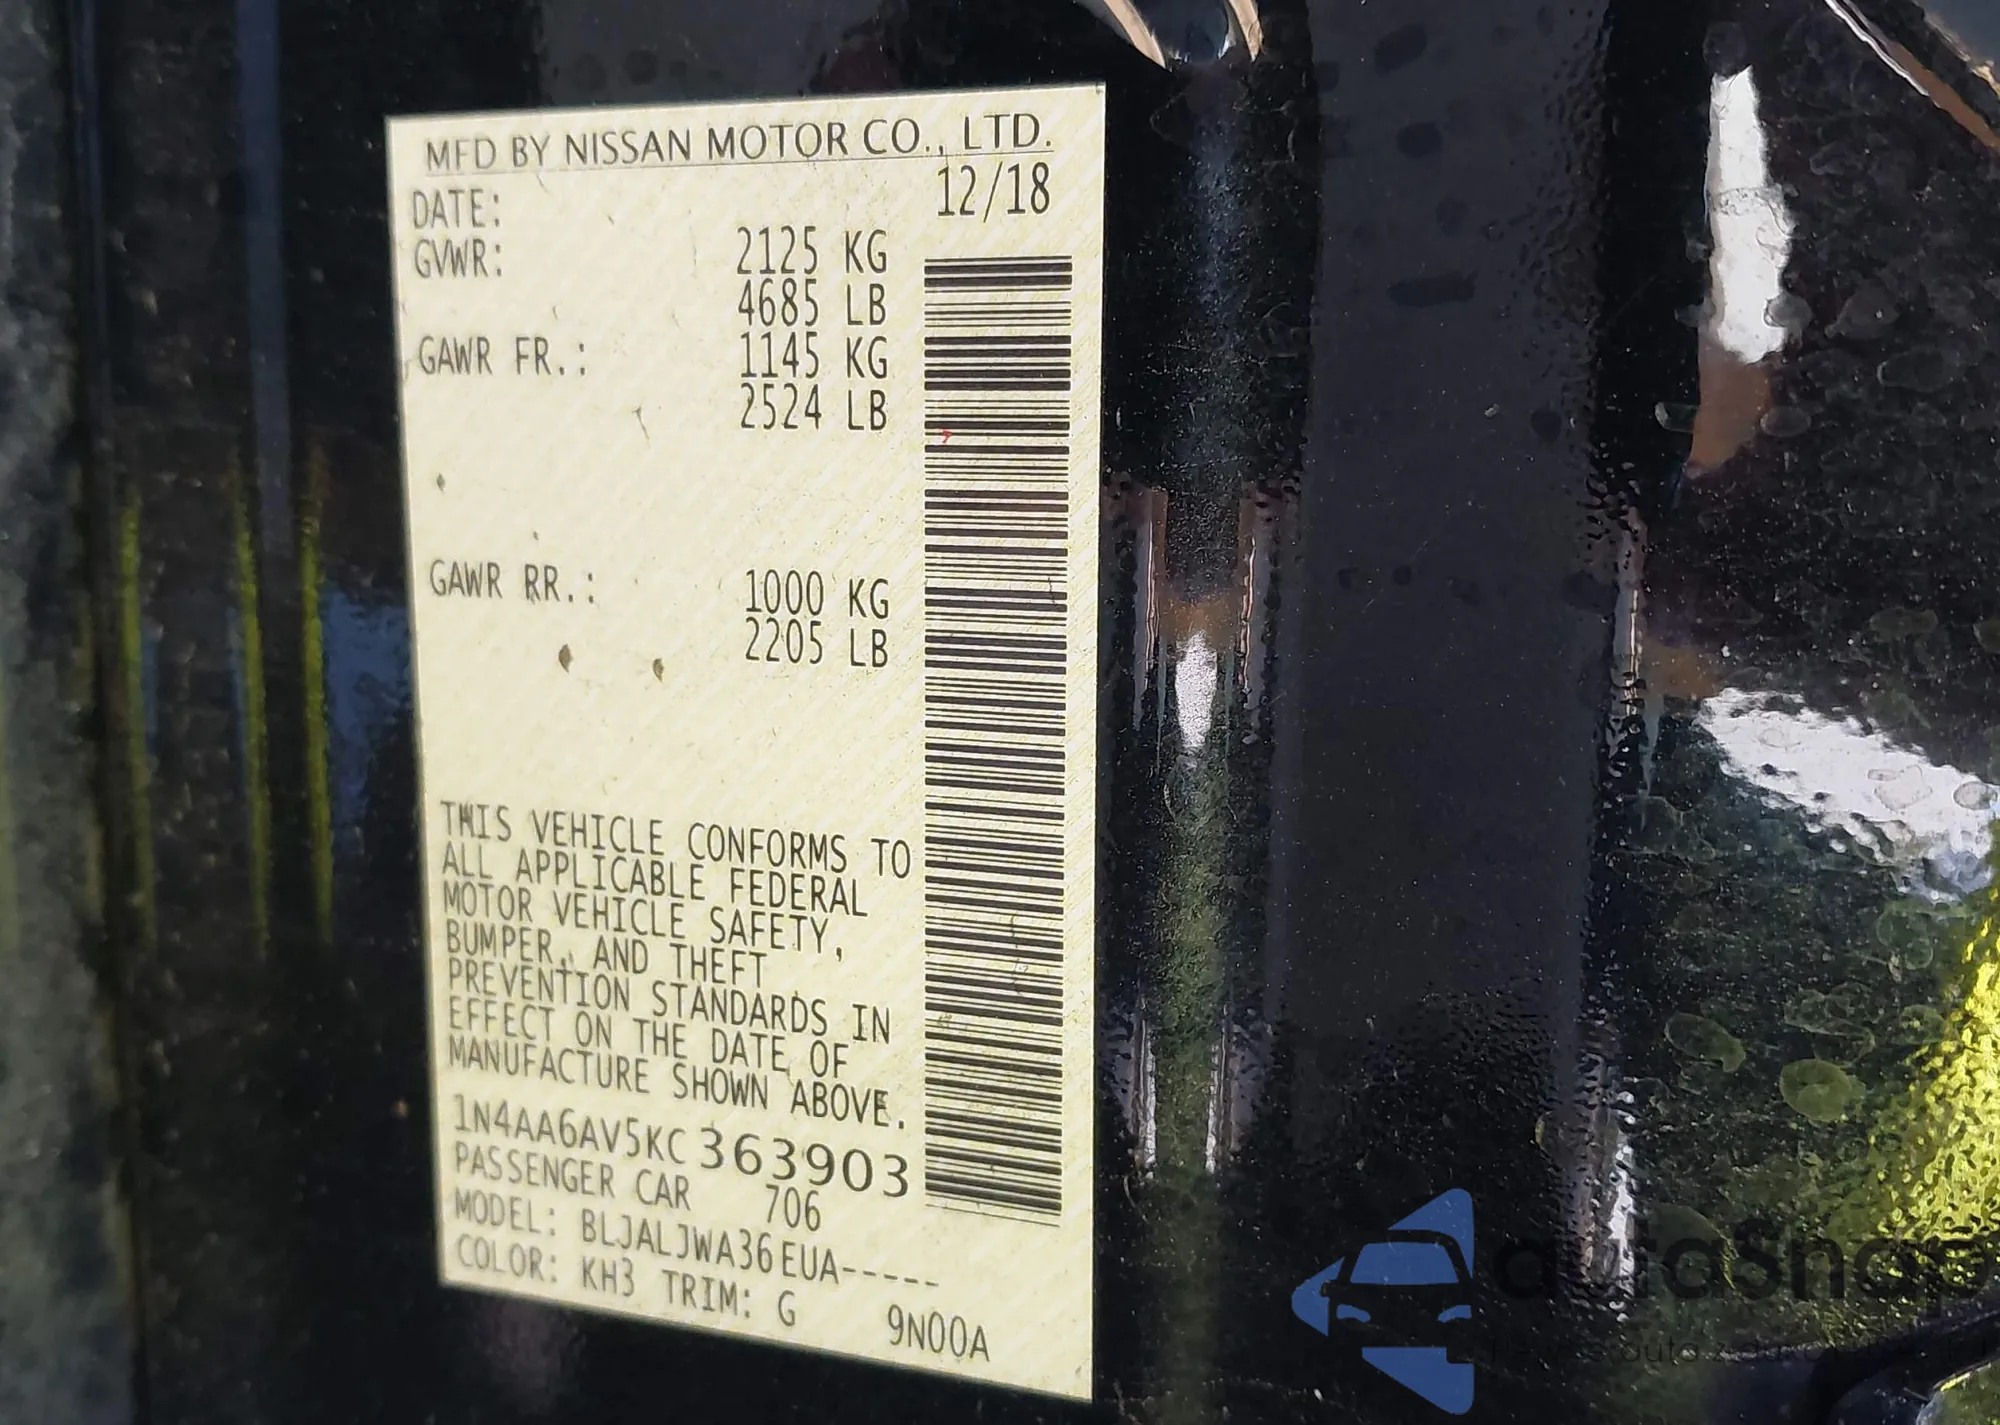 MFD BY NISSAN MOTOR CO., LTD.
DATE: 12/18
GVWR: 2125 KG
4685 LB
GAWR FR.: 1145 KG
2524 LB
GAWR RR.: 1000 KG
2205 LB
THIS VEHICLE CONFORMS TO
ALL APPLICABLE FEDERAL
MOTOR VEHICLE SAFETY,
BUMPER, AND THEFT
PREVENTION STANDARDS IN
EFFECT ON THE DATE OF
MANUFACTURE SHOWN ABOVE.
1N4AA6AV5KC363903
PASSENGER CAR 706
MODEL: BLJALJWA36EUA-----
COLOR: KH3 TRIM: G 9N00A